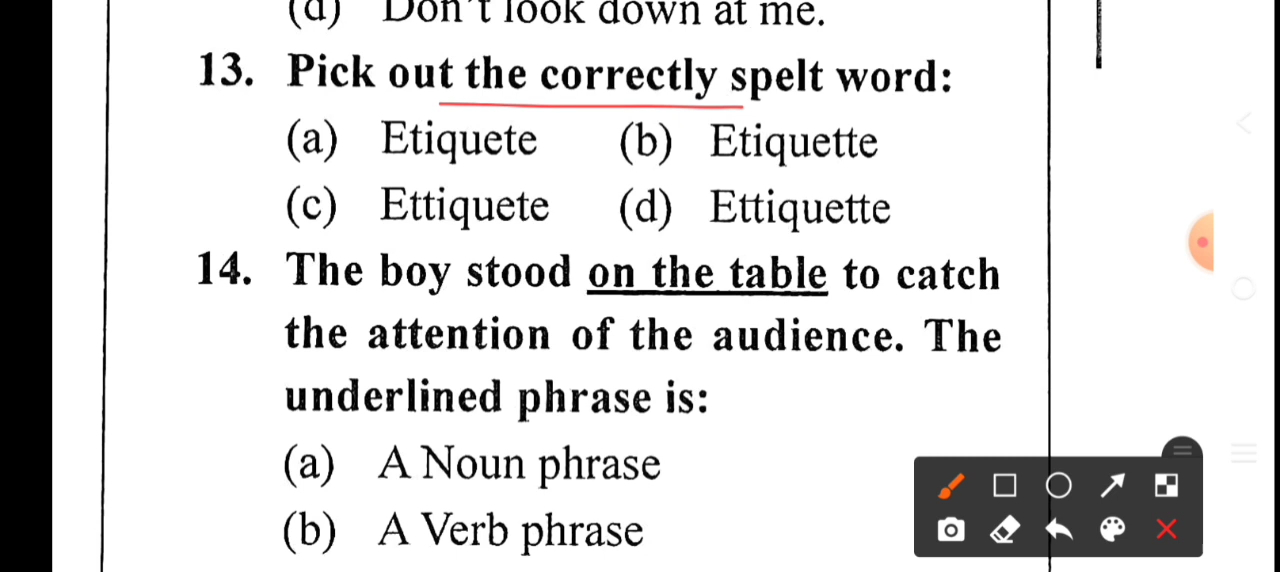 (d) Don't look down at me.
13. Pick out the correctly spelt word:
(a) Etiquete (b) Etiquette
(c) Ettiquete (d) Ettiquette
14. The boy stood on the table to catch
the attention of the audience. The
underlined phrase is:
(a) A Noun phrase
(b) A Verb phrase